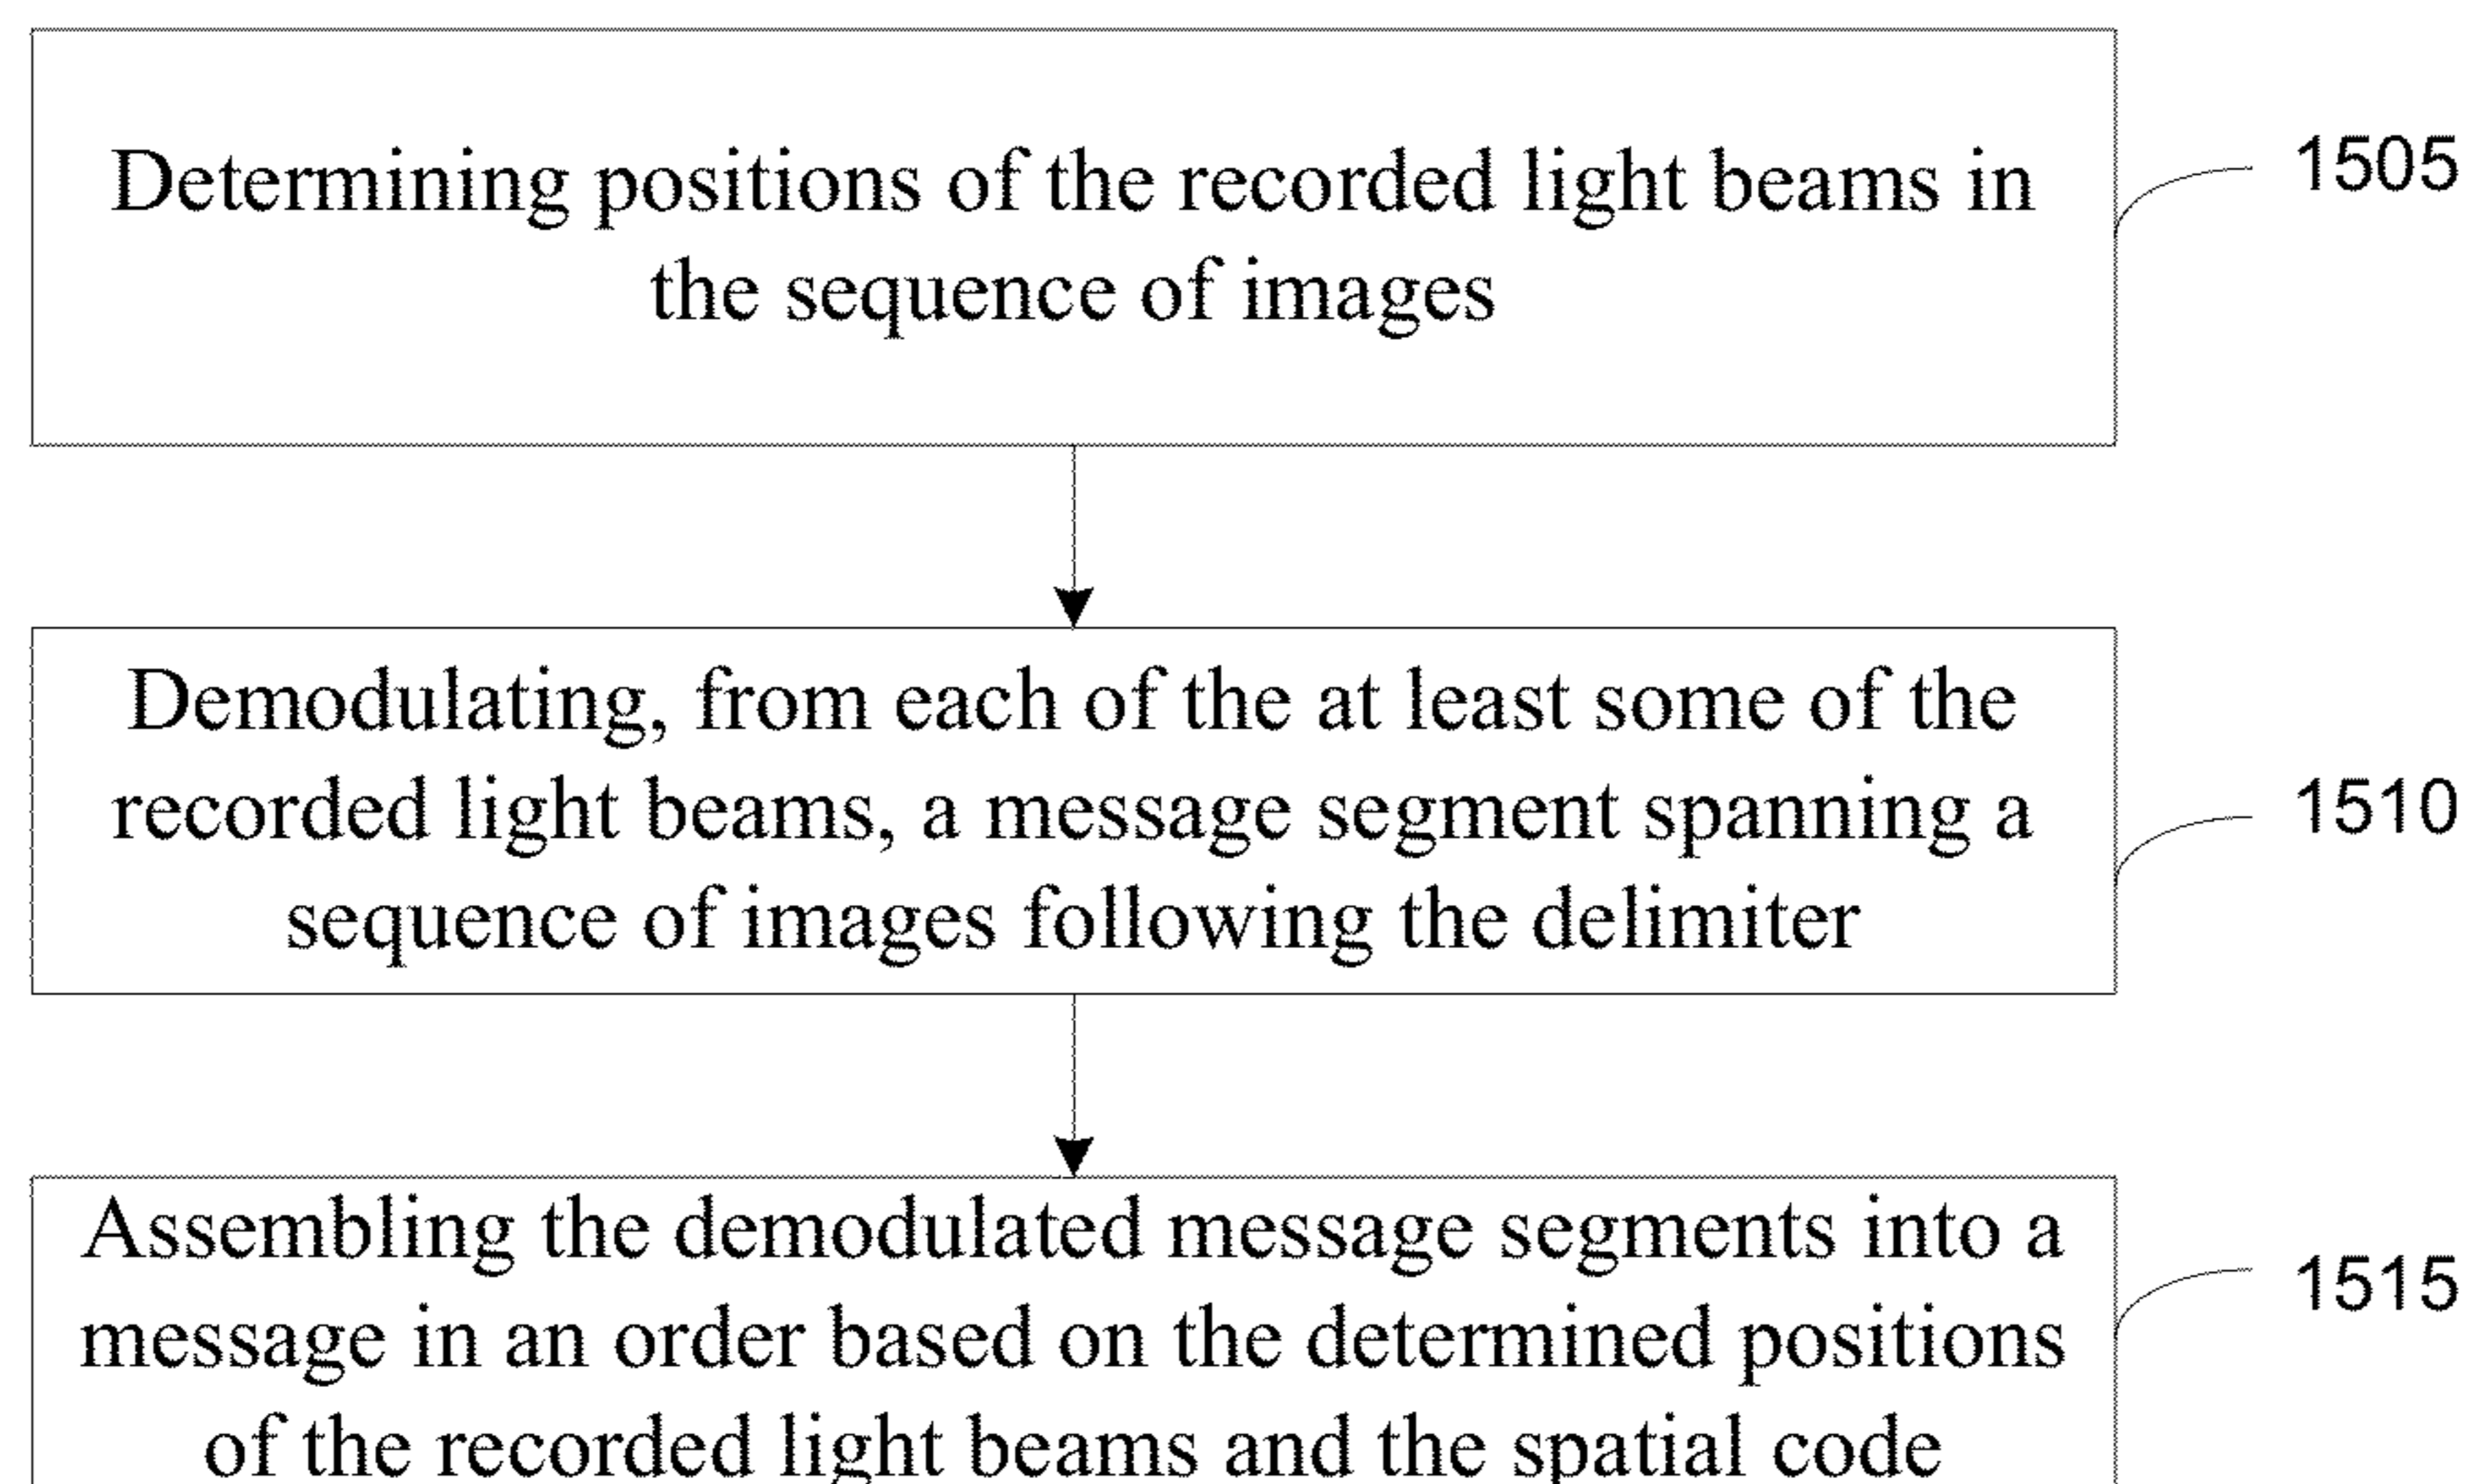 Determining positions of the recorded light beams in
the sequence of images
1505
Demodulating, from each of the at least some of the
recorded light beams, a message segment spanning a
sequence of images following the delimiter
1510
Assembling the demodulated message segments into a
message in an order based on the determined positions
of the recorded light beams and the spatial code
1515